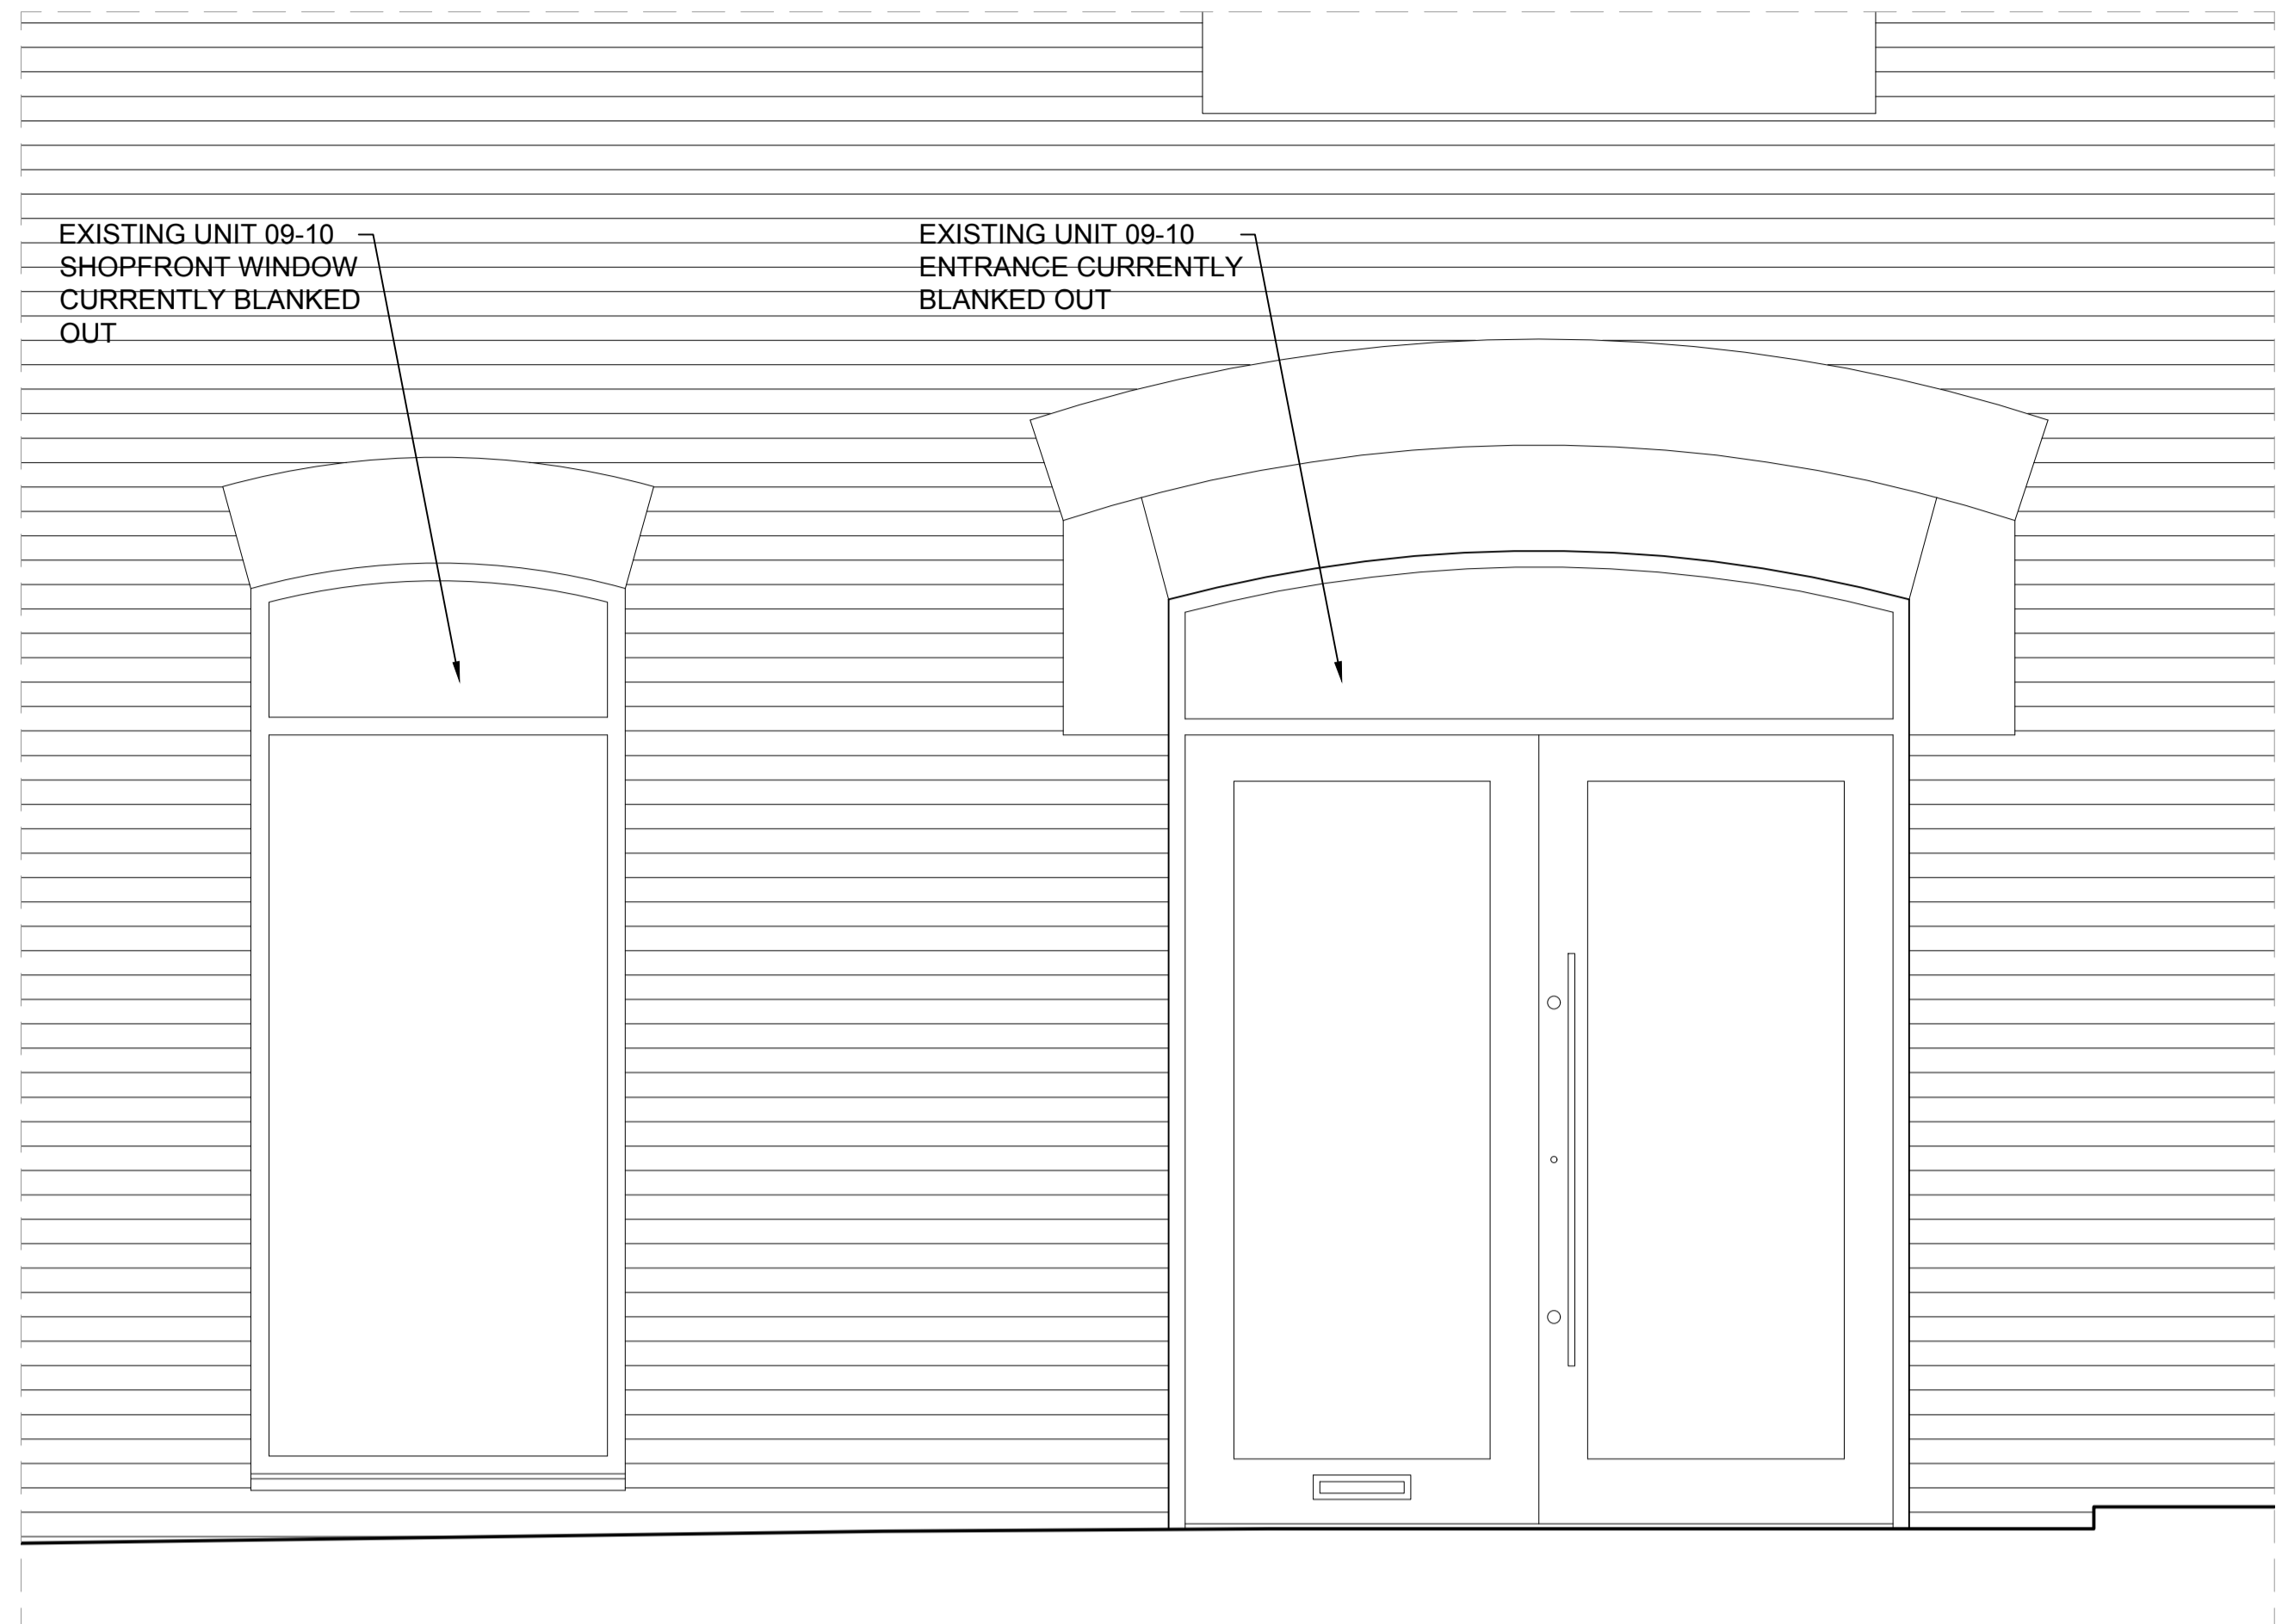 EXISTING UNIT 09-10
SHOPFRONT WINDOW
CURRENTLY BLANKED
OUT
EXISTING UNIT 09-10
ENTRANCE CURRENTLY
BLANKED OUT